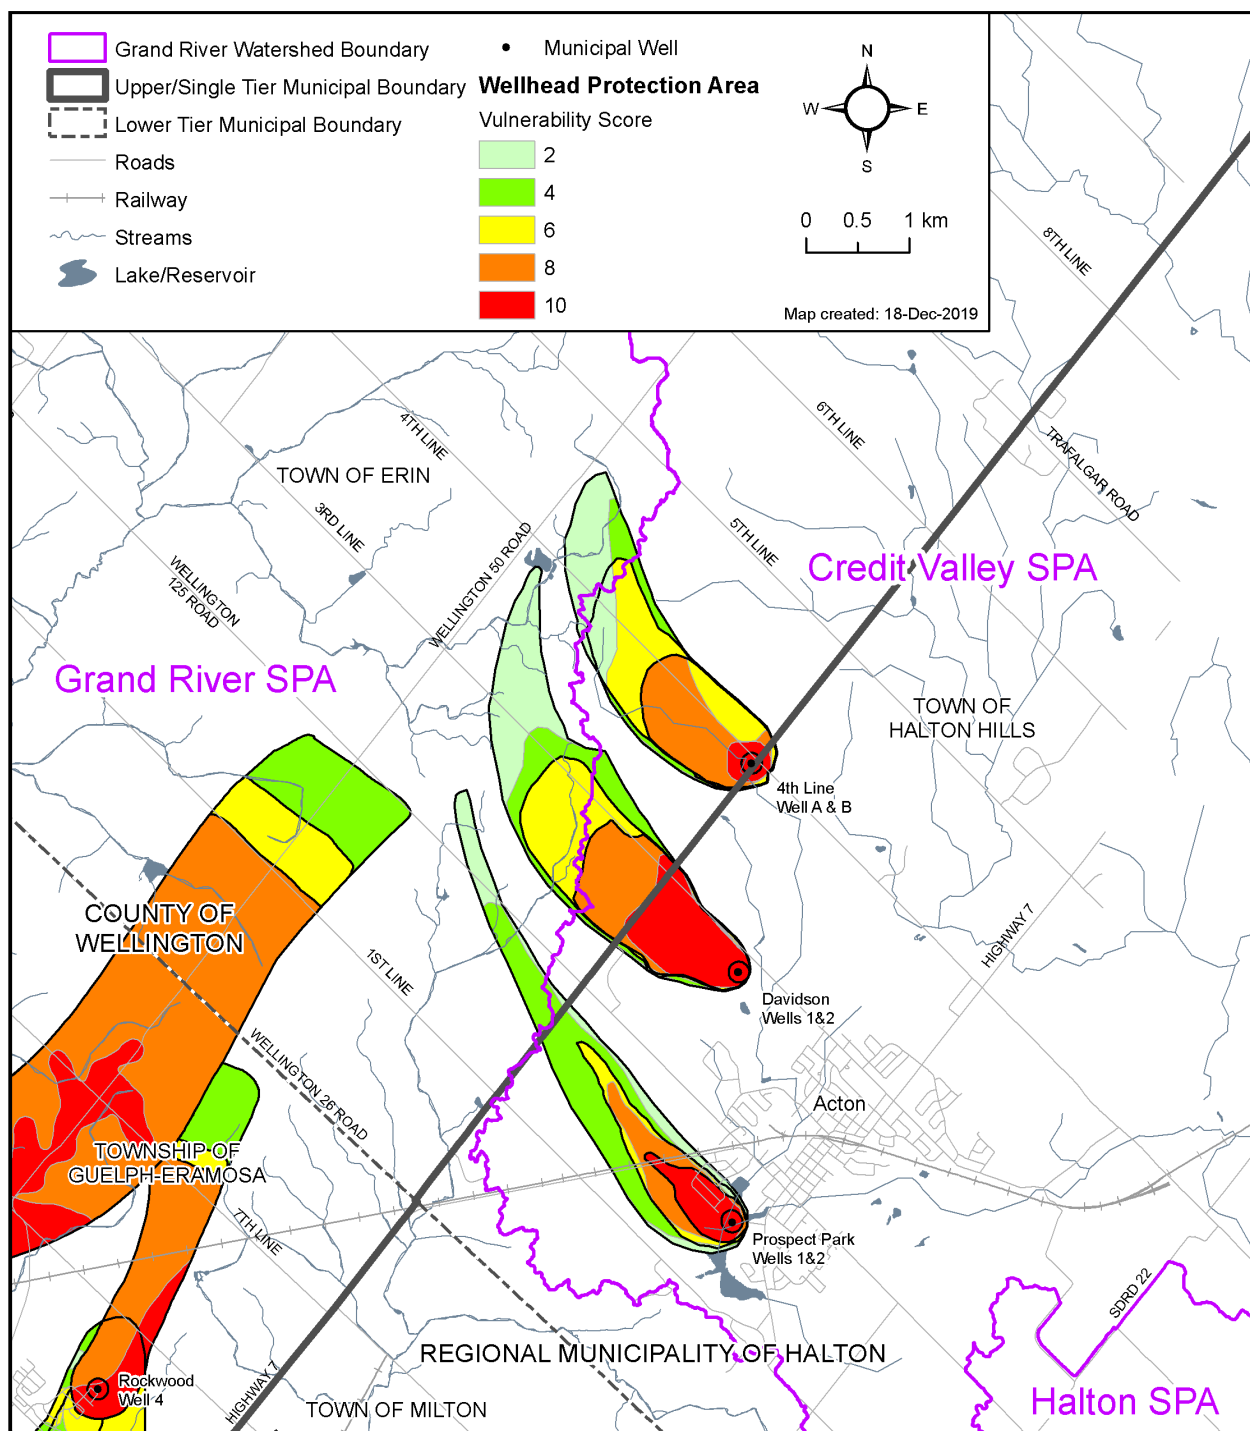 Grand River Watershed Boundary
Upper/Single Tier Municipal Boundary
Lower Tier Municipal Boundary
Roads
Railway
Streams
Lake/Reservoir
Municipal Well
Wellhead Protection Area
Vulnerability Score
2
4
6
8
10
N
W E
S
0 0.5 1 km
Map created: 18-Dec-2019
8TH LINE
4TH LINE
6TH LINE
TRAFALGAR ROAD
TOWN OF ERIN
3RD LINE
WELLINGTON 50 ROAD
5TH LINE
WELLINGTON
125 ROAD
Credit Valley SPA
Grand River SPA
TOWN OF
HALTON HILLS
4th Line
Well A & B
COUNTY OF
WELLINGTON
1ST LINE
HIGHWAY 7
Davidson
Wells 1&2
WELLINGTON 26 ROAD
Acton
TOWNSHIP OF
GUELPH-ERAMOSA
7TH LINE
Prospect Park
Wells 1&2
SDRD 22
REGIONAL MUNICIPALITY OF HALTON
Rockwood
Well 4
HIGHWAY 7
TOWN OF MILTON
Halton SPA